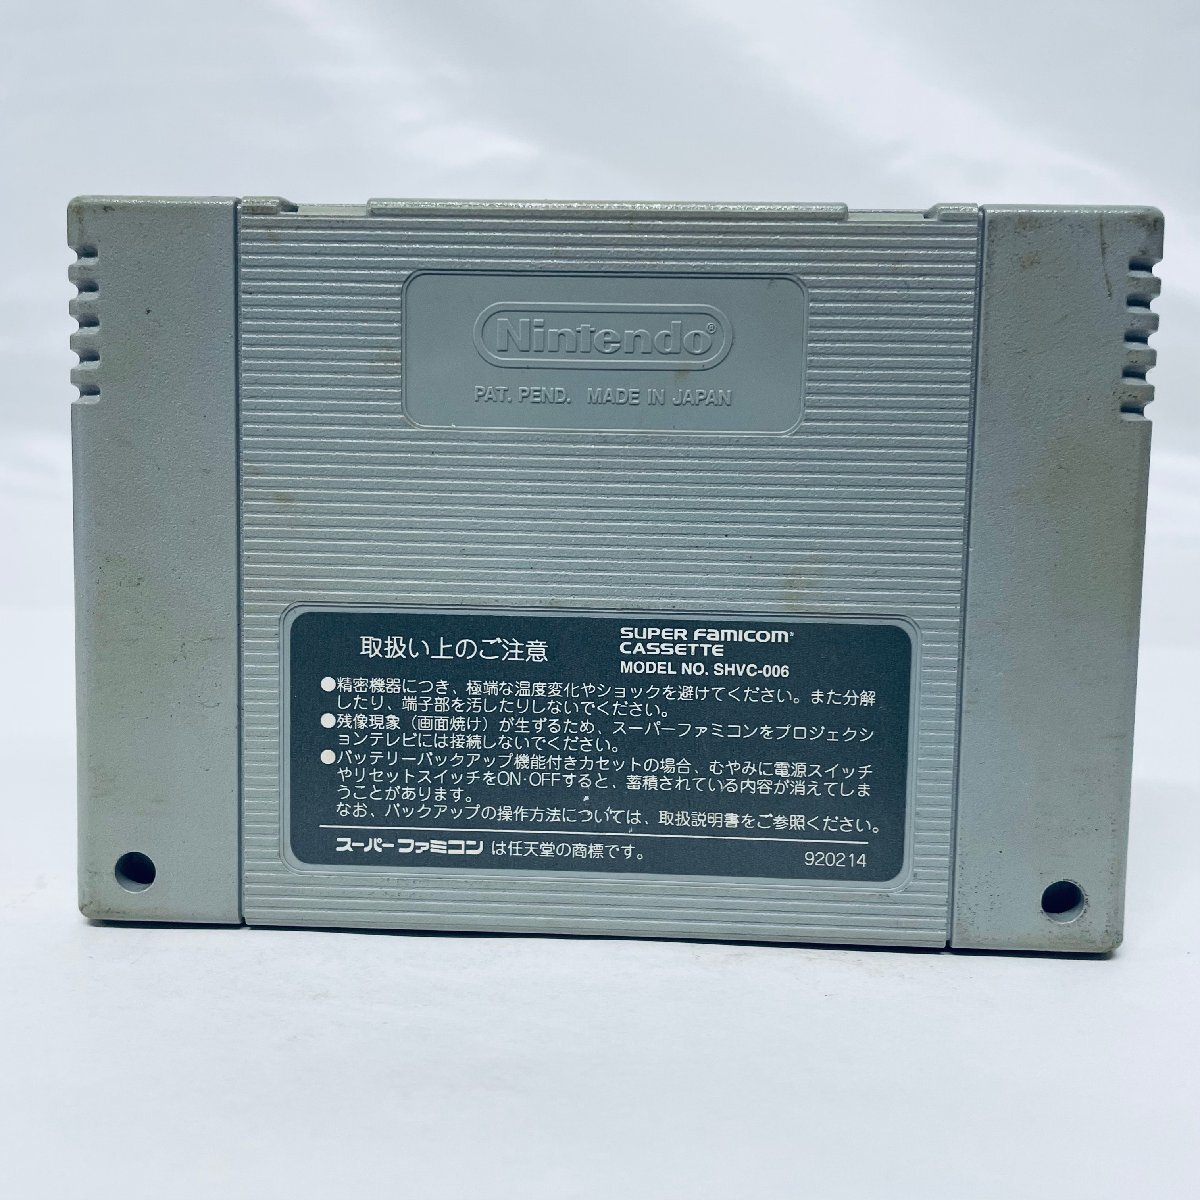 Nintendo®
PAT. PEND. MADE IN JAPAN
取扱い上のご注意
SUPER FAMICOM®
CASSETTE
MODEL NO. SHVC-006
●精密機器につき、極端な温度変化やショックを避けてください。また分解
したり、端子部を汚したりしないでください。
●残像現象（画面焼け）が生ずるため、スーパーファミコンをプロジェクシ
ョンテレビには接続しないでください。
●バッテリーバックアップ機能付きカセットの場合、むやみに電源スイッチ
やリセットスイッチをON·OFFすると、蓄積されている内容が消えてしま
うことがあります。
なお、バックアップの操作方法については、取扱説明書をご参照ください。
スーパーファミコンは任天堂の商標です。
920214